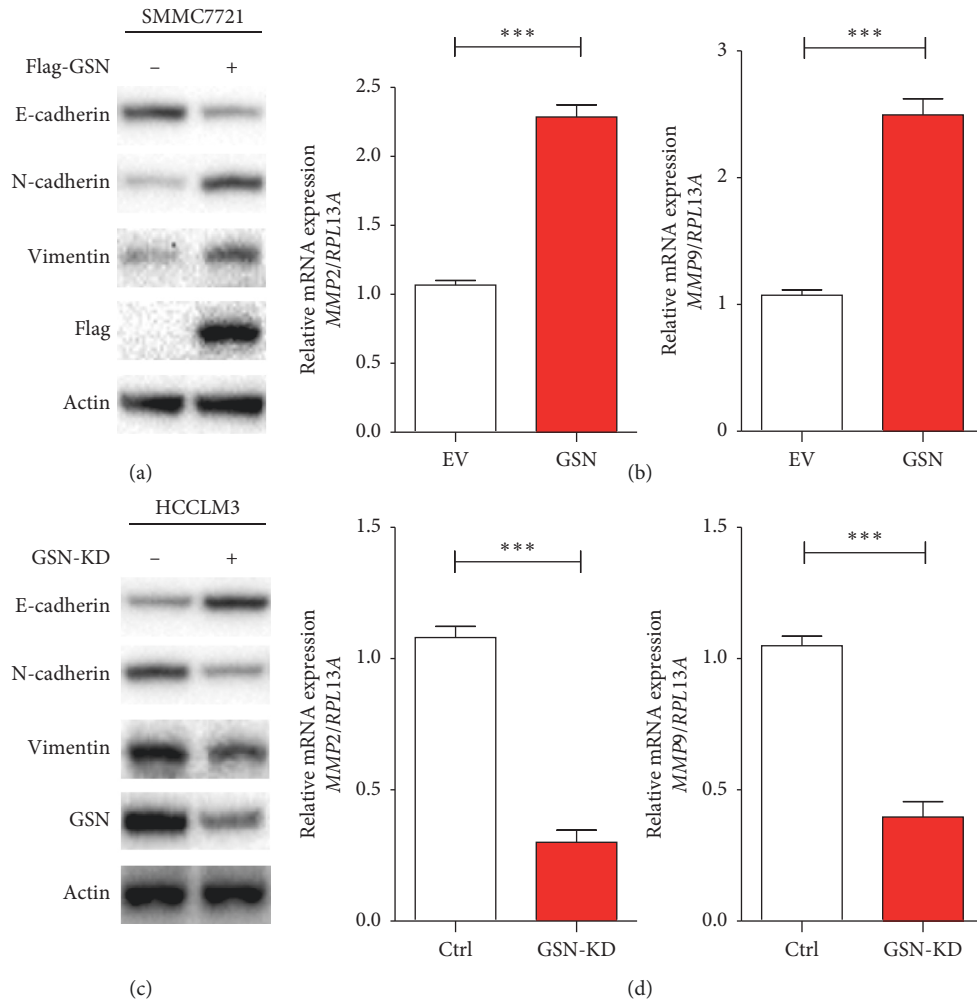 SMMC7721
Flag-GSN – +
E-cadherin
N-cadherin
Vimentin
Flag
Actin
(a)
Relative mRNA expression
MMP2/RPL13A
2.5
2.0
1.5
1.0
0.5
0.0
***
EV GSN
Relative mRNA expression
MMP9/RPL13A
3
2
1
0
***
EV GSN
(b)
HCCLM3
GSN-KD – +
E-cadherin
N-cadherin
Vimentin
GSN
Actin
(c)
Relative mRNA expression
MMP2/RPL13A
1.5
1.0
0.5
0.0
***
Ctrl GSN-KD
Relative mRNA expression
MMP9/RPL13A
1.5
1.0
0.5
0.0
***
Ctrl GSN-KD
(d)